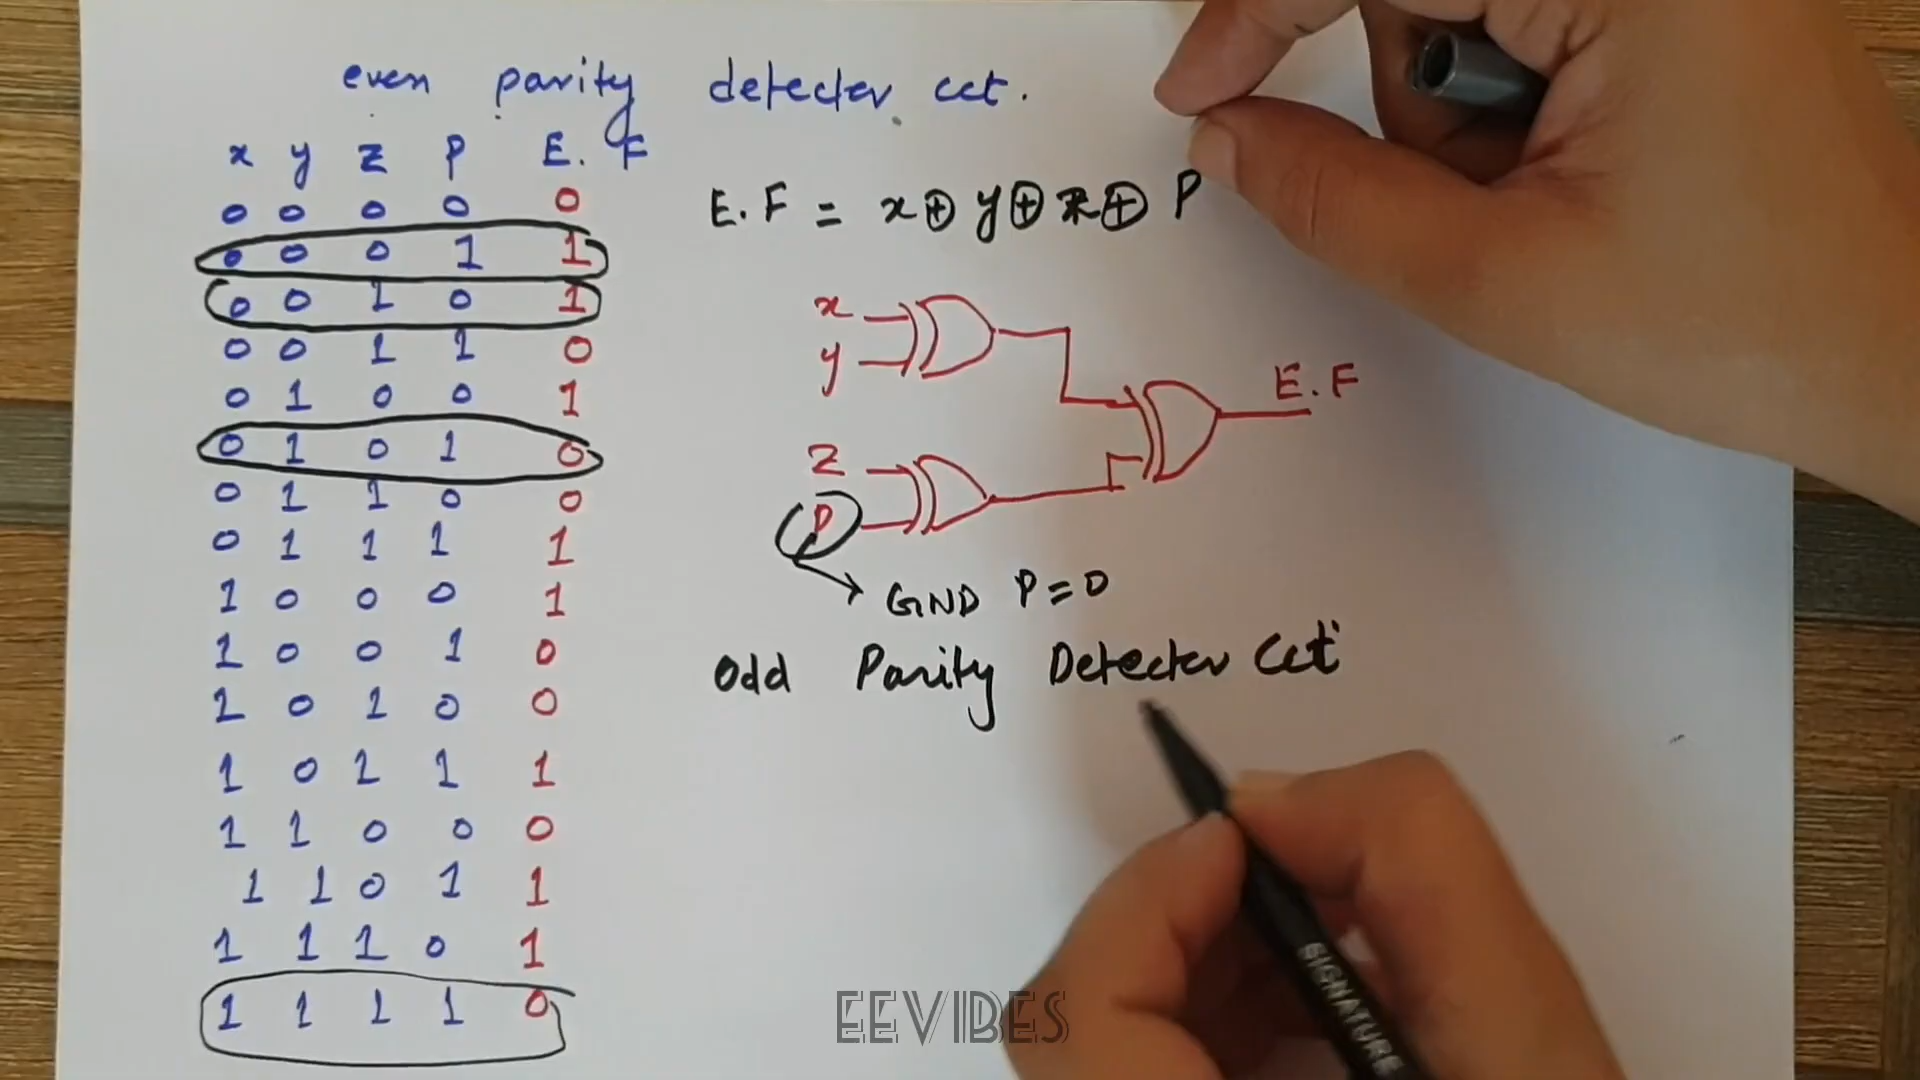 even parity detector cct.
x y z P E. F
0 0 0 0 0
0 0 0 1 1
0 0 1 0 1
0 0 1 1 0
0 1 0 0 1
0 1 0 1 0
0 1 1 0 0
0 1 1 1 1
1 0 0 0 1
1 0 0 1 0
1 0 1 0 0
1 0 1 1 1
1 1 0 0 0
1 1 0 1 1
1 1 1 0 1
1 1 1 1 0
E.F = x⊕y⊕z⊕P
x
y
E.F
z
P
GND P=0
Odd Parity Detector Cct
EEVIBES
SIGNATURE